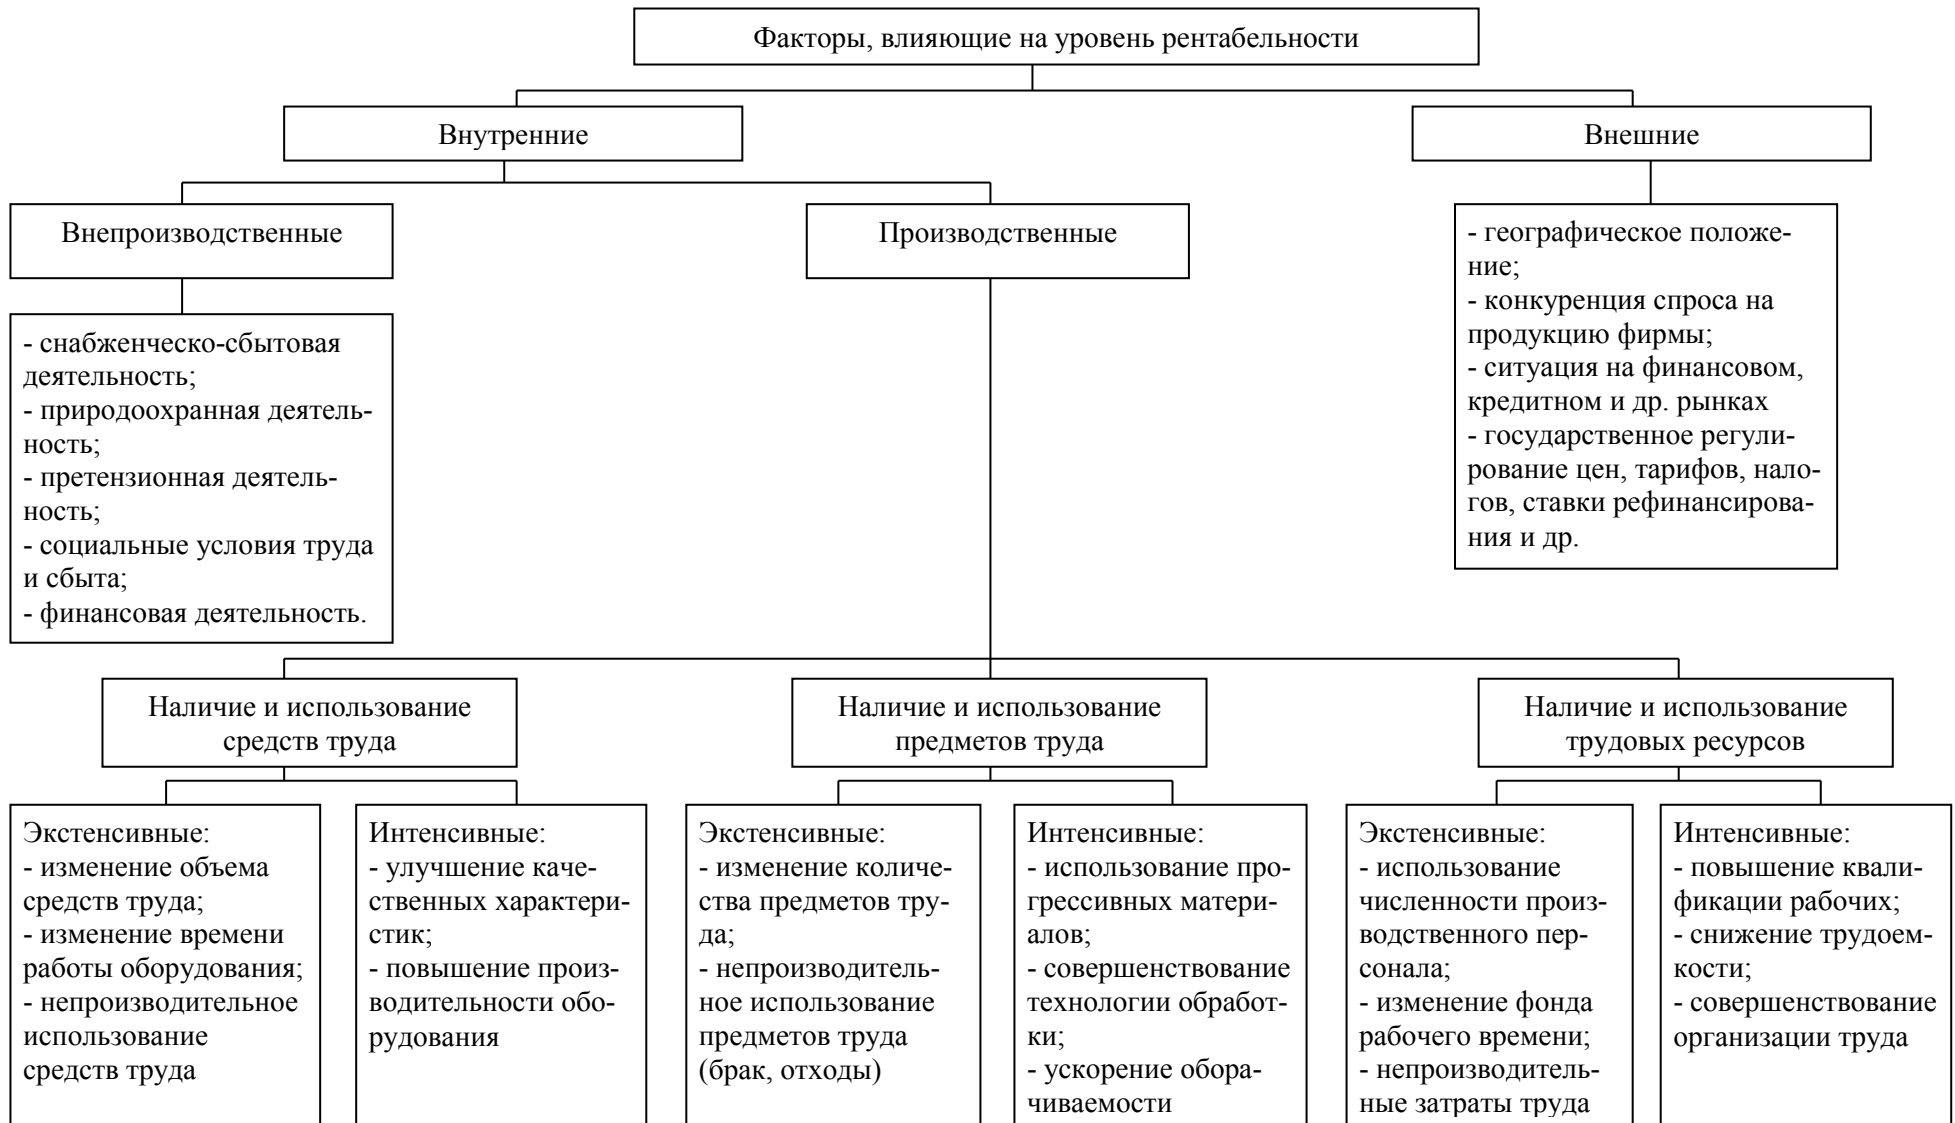 Факторы, влияющие на уровень рентабельности
Внутренние
Внешние
Внепроизводственные
Производственные
- снабженческо-сбытовая
деятельность;
- природоохранная деятель-
ность;
- претензионная деятель-
ность;
- социальные условия труда
и сбыта;
- финансовая деятельность.
- географическое положе-
ние;
- конкуренция спроса на
продукцию фирмы;
- ситуация на финансовом,
кредитном и др. рынках
- государственное регули-
рование цен, тарифов, нало-
гов, ставки рефинансирова-
ния и др.
Наличие и использование
средств труда
Наличие и использование
предметов труда
Наличие и использование
трудовых ресурсов
Экстенсивные:
- изменение объема
средств труда;
- изменение времени
работы оборудования;
- непроизводительное
использование
средств труда
Интенсивные:
- улучшение каче-
ственных характери-
стик;
- повышение произ-
водительности обо-
рудования
Экстенсивные:
- изменение количе-
ства предметов тру-
да;
- непроизводитель-
ное использование
предметов труда
(брак, отходы)
Интенсивные:
- использование про-
грессивных матери-
алов;
- совершенствование
технологии обработ-
ки;
- ускорение обора-
чиваемости
Экстенсивные:
- использование
численности произ-
водственного пер-
сонала;
- изменение фонда
рабочего времени;
- непроизводитель-
ные затраты труда
Интенсивные:
- повышение квали-
фикации рабочих;
- снижение трудоем-
кости;
- совершенствование
организации труда